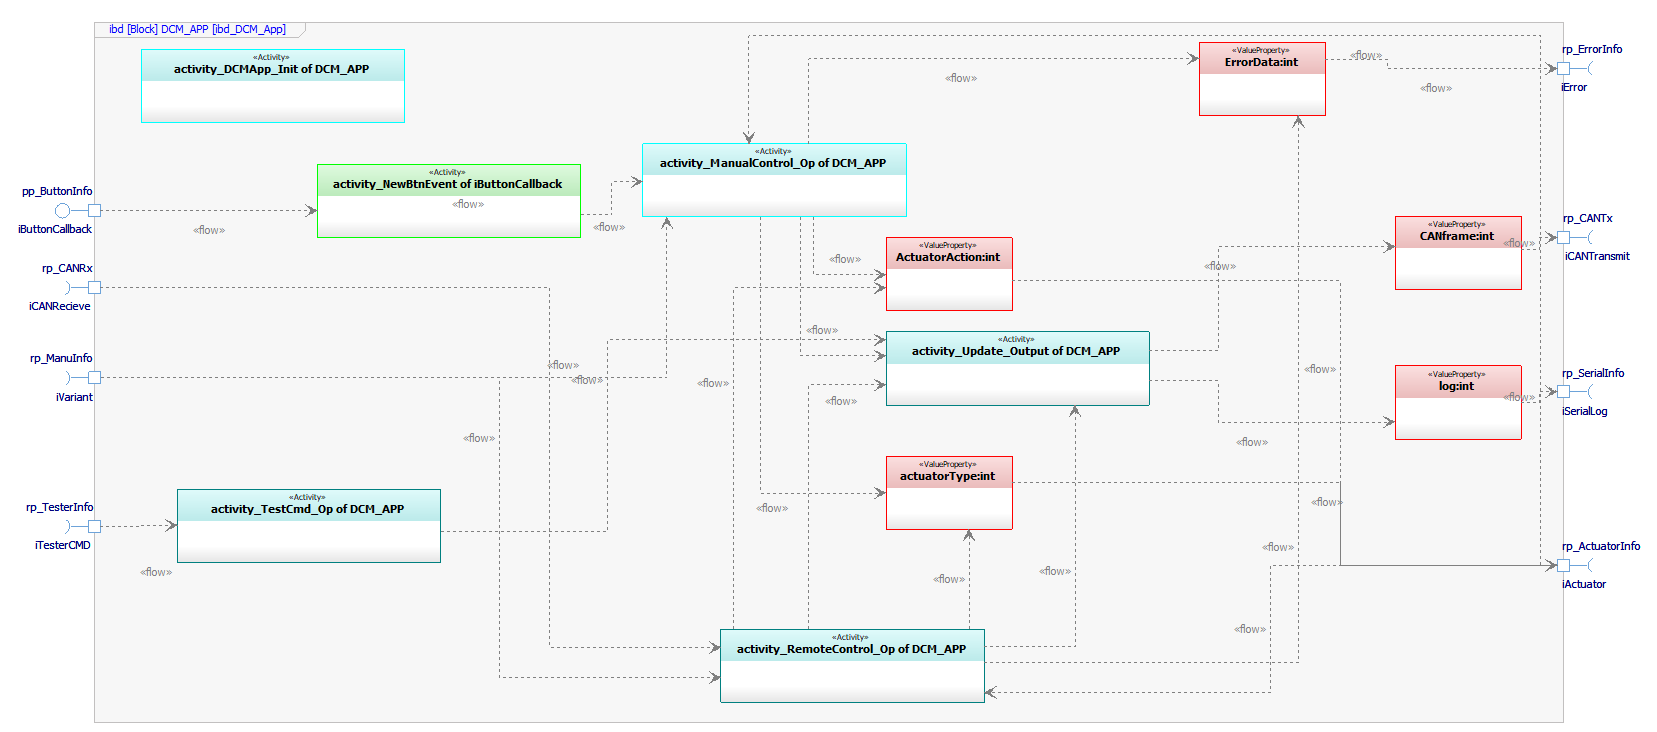 ibd [Block] DCM_APP [ibd_DCM_App]
«Activity»
activity_DCMApp_Init of DCM_APP
«ValueProperty»
ErrorData:int
«flow»
rp_ErrorInfo
iError
«flow»
«flow»
«Activity»
activity_ManualControl_Op of DCM_APP
«Activity»
activity_NewBtnEvent of iButtonCallback
«flow»
pp_ButtonInfo
iButtonCallback
«flow»
«flow»
«ValueProperty»
CANframe:int
«flow»
rp_CANTx
iCANTransmit
«ValueProperty»
ActuatorAction:int
«flow»
«flow»
rp_CANRx
iCANRecieve
«flow»
«Activity»
activity_Update_Output of DCM_APP
rp_ManuInfo
iVariant
«flow»
«flow»
«flow»
«flow»
«flow»
«ValueProperty»
log:int
«flow»
rp_SerialInfo
iSerialLog
«flow»
«flow»
«ValueProperty»
actuatorType:int
«flow»
«flow»
rp_TesterInfo
iTesterCMD
«Activity»
activity_TestCmd_Op of DCM_APP
«flow»
«flow»
«flow»
«flow»
rp_ActuatorInfo
iActuator
«flow»
«Activity»
activity_RemoteControl_Op of DCM_APP